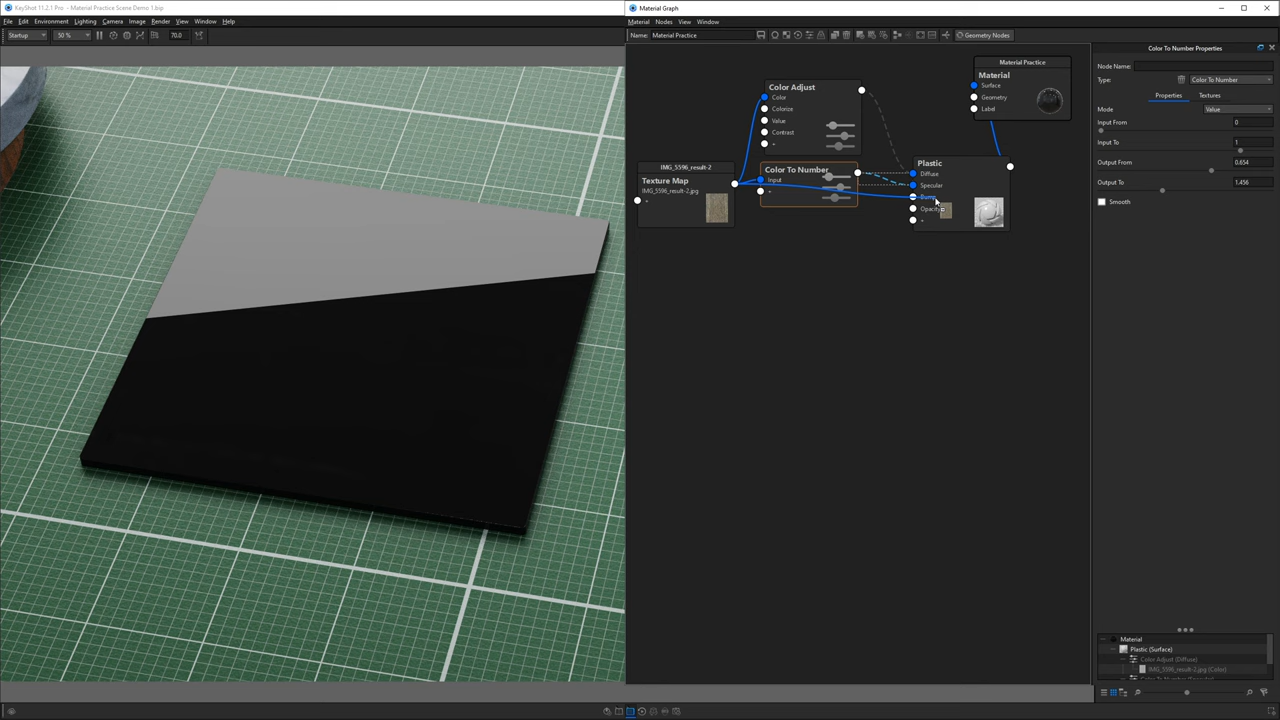 KeyShot 11.2.1 Pro - Material Practice Scene Demo 1.bip
File Edit Environment Lighting Camera Image Render View Window Help
Startup 50 % 70.0
Material Graph
Material Nodes View Window
Name: Material Practice Geometry Nodes
Material Practice
Material
Surface
Geometry
Label
Color Adjust
Color
Colorize
Value
Contrast
+
IMG_5596_result-2
Texture Map
IMG_5596_result-2.jpg
+
Color To Number
Input
+
Plastic
Diffuse
Specular
Bump
Opacity
+
Color To Number Properties
Node Name:
Type: Color To Number
Properties Textures
Mode Value
Input From 0
Input To 1
Output From 0.654
Output To 1.456
Smooth
Material
Plastic (Surface)
Color Adjust (Diffuse)
IMG_5596_result-2.jpg (Color)